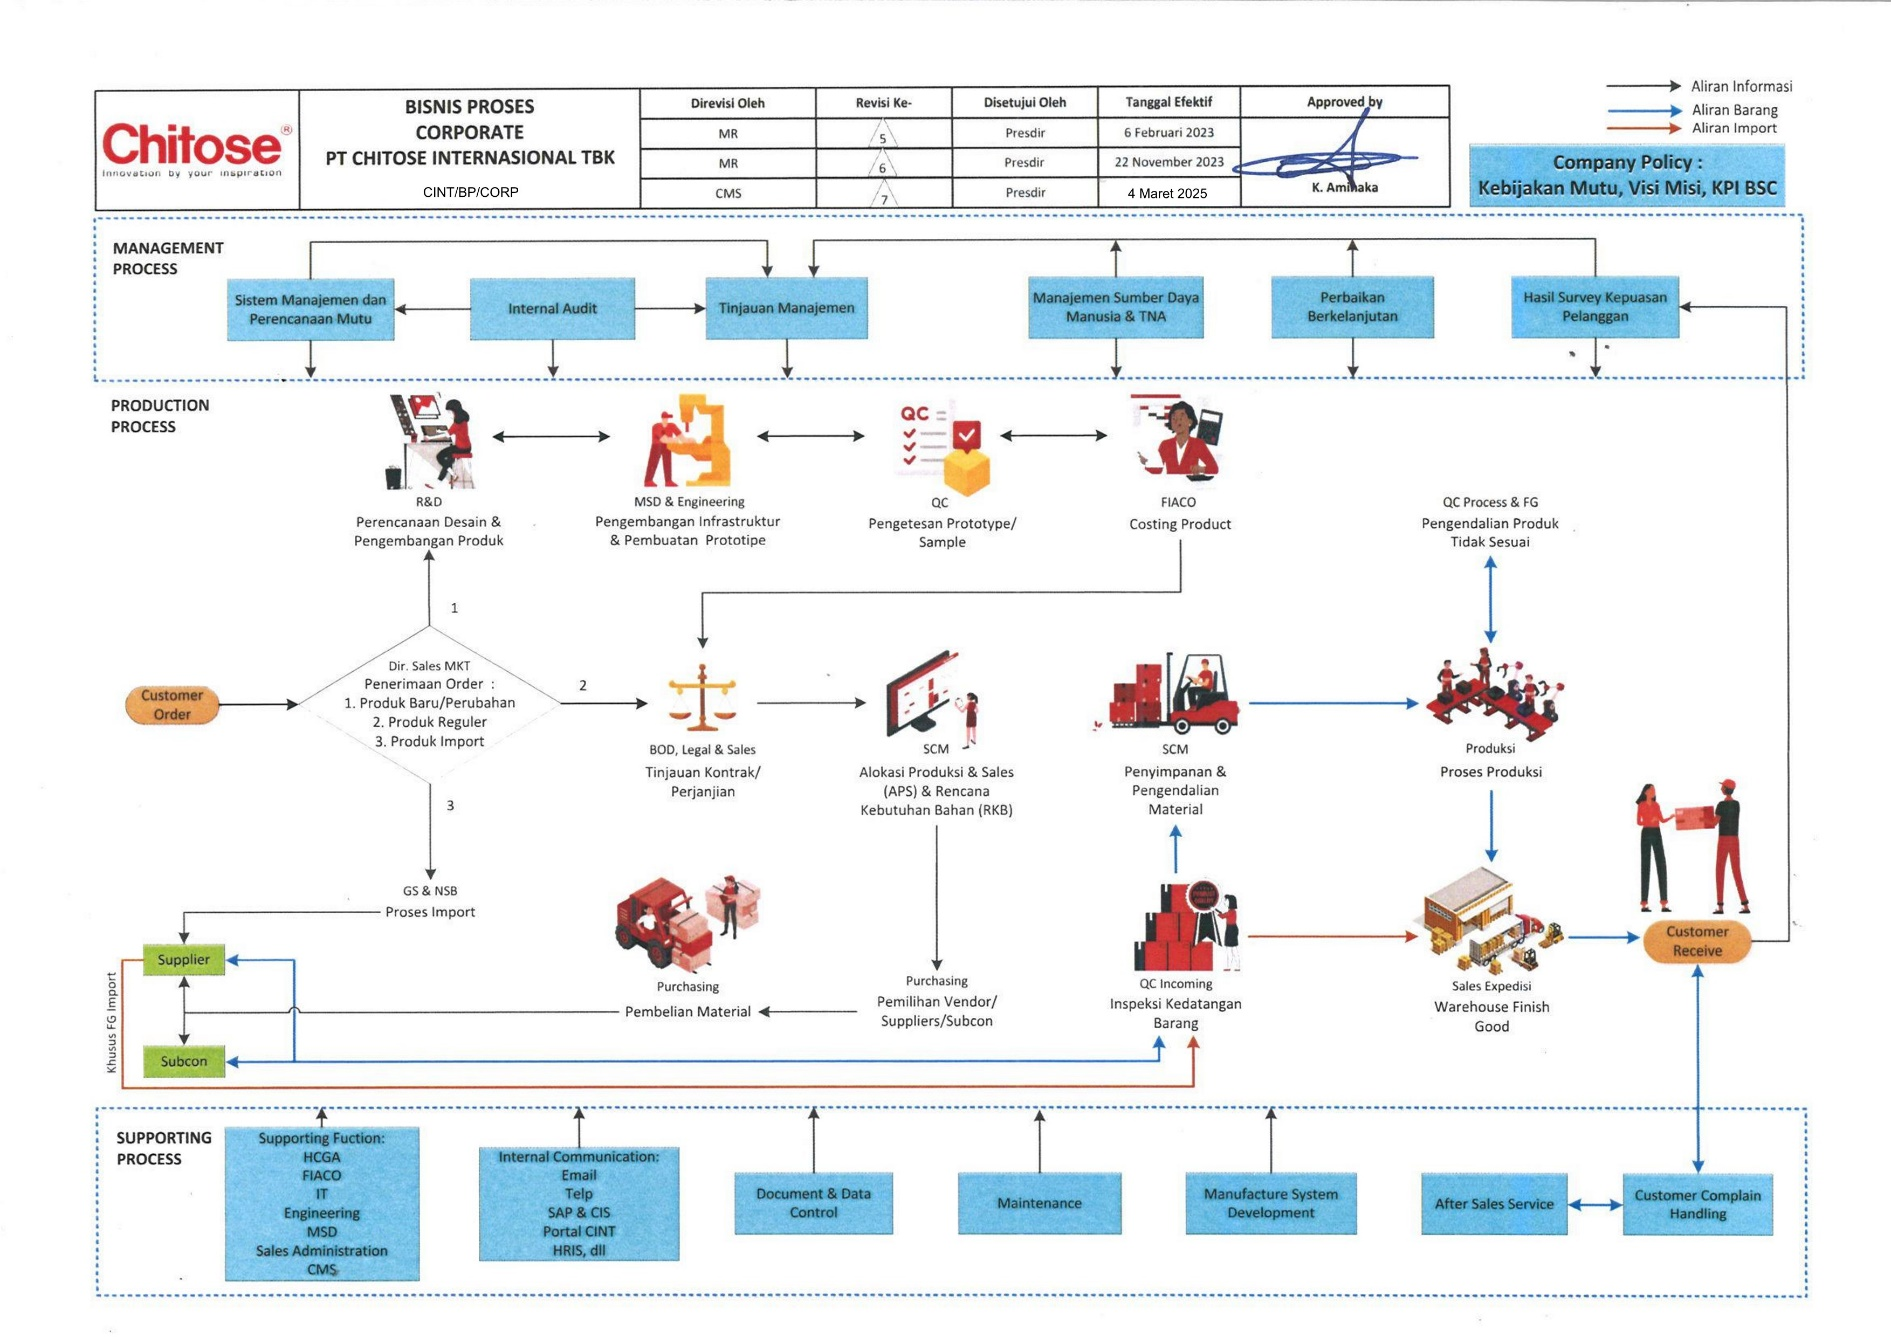 Chitose®
Innovation by your inspiration
BISNIS PROSES
CORPORATE
PT CHITOSE INTERNASIONAL TBK
CINT/BP/CORP
Direvisi Oleh
Revisi Ke-
Disetujui Oleh
Tanggal Efektif
Approved by
MR
5
Presdir
6 Februari 2023
MR
6
Presdir
22 November 2023
CMS
7
Presdir
4 Maret 2025
K. Aminaka
Aliran Informasi
Aliran Barang
Aliran Import
Company Policy :
Kebijakan Mutu, Visi Misi, KPI BSC
MANAGEMENT
PROCESS
Sistem Manajemen dan
Perencanaan Mutu
Internal Audit
Tinjauan Manajemen
Manajemen Sumber Daya
Manusia & TNA
Perbaikan
Berkelanjutan
Hasil Survey Kepuasan
Pelanggan
PRODUCTION
PROCESS
QC
R&D
Perencanaan Desain &
Pengembangan Produk
MSD & Engineering
Pengembangan Infrastruktur
& Pembuatan Prototipe
QC
Pengetesan Prototype/
Sample
FIACO
Costing Product
QC Process & FG
Pengendalian Produk
Tidak Sesuai
1
Customer
Order
Dir. Sales MKT
Penerimaan Order :
1. Produk Baru/Perubahan
2. Produk Reguler
3. Produk Import
2
3
BOD, Legal & Sales
Tinjauan Kontrak/
Perjanjian
SCM
Alokasi Produksi & Sales
(APS) & Rencana
Kebutuhan Bahan (RKB)
SCM
Penyimpanan &
Pengendalian
Material
Produksi
Proses Produksi
GS & NSB
Proses Import
Supplier
Subcon
Khusus FG Import
Purchasing
Pembelian Material
Purchasing
Pemilihan Vendor/
Suppliers/Subcon
QC Incoming
Inspeksi Kedatangan
Barang
Sales Expedisi
Warehouse Finish
Good
Customer
Receive
SUPPORTING
PROCESS
Supporting Fuction:
HCGA
FIACO
IT
Engineering
MSD
Sales Administration
CMS
Internal Communication:
Email
Telp
SAP & CIS
Portal CINT
HRIS, dll
Document & Data
Control
Maintenance
Manufacture System
Development
After Sales Service
Customer Complain
Handling